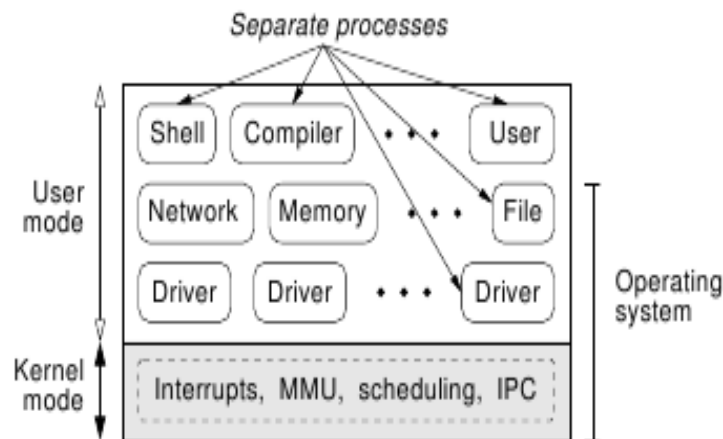 Separate processes
Shell Compiler User
User
mode
Network Memory File
Driver Driver Driver
Operating
system
Kernel
mode
Interrupts, MMU, scheduling, IPC